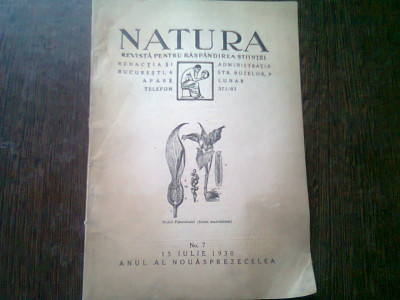 NATURA
REVISTĂ PENTRU RĂSPÂNDIREA ȘTIINȚEI
REDACȚIA ȘI ADMINISTRAȚIA
BUCUREȘTI, 6 STR. ROZELOR, 9
APARE LUNAR
TELEFON
No. 7
15 IULIE 1930
ANUL AL NOUĂSPREZECELEA